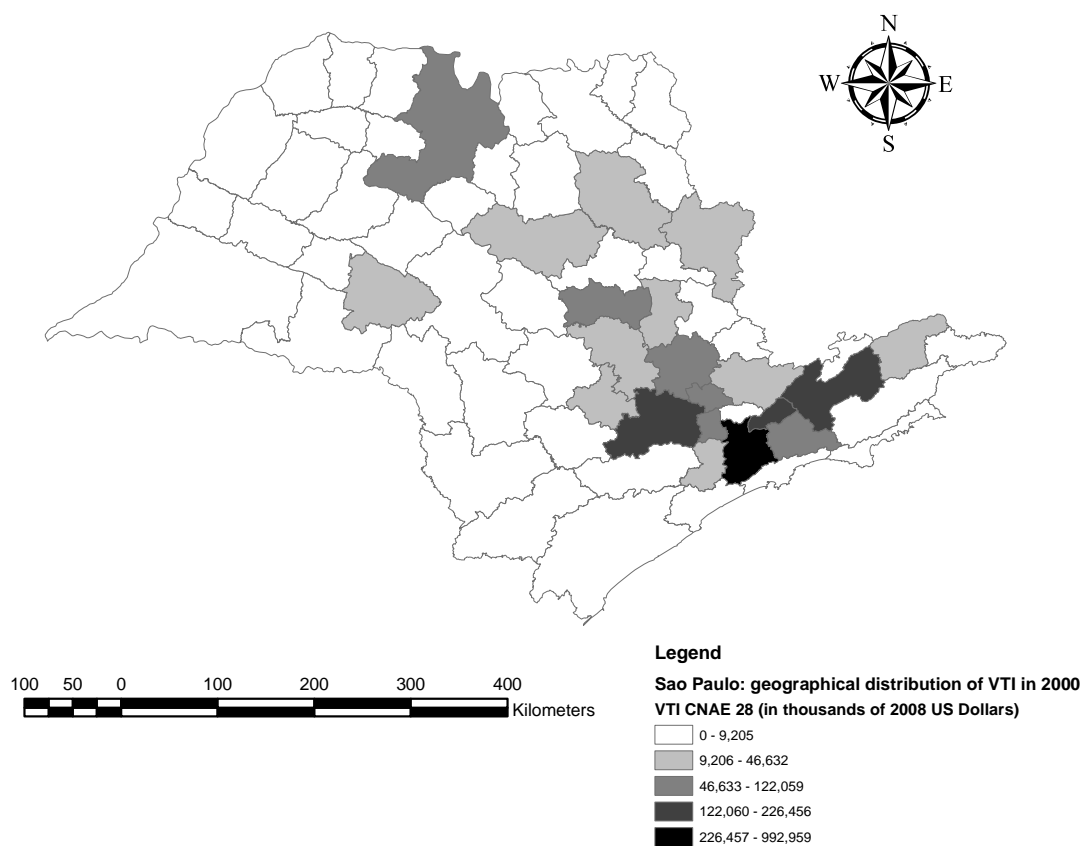 N
W E
S
100 50 0 100 200 300 400
Kilometers
Legend
Sao Paulo: geographical distribution of VTI in 2000
VTI CNAE 28 (in thousands of 2008 US Dollars)
0 - 9,205
9,206 - 46,632
46,633 - 122,059
122,060 - 226,456
226,457 - 992,959